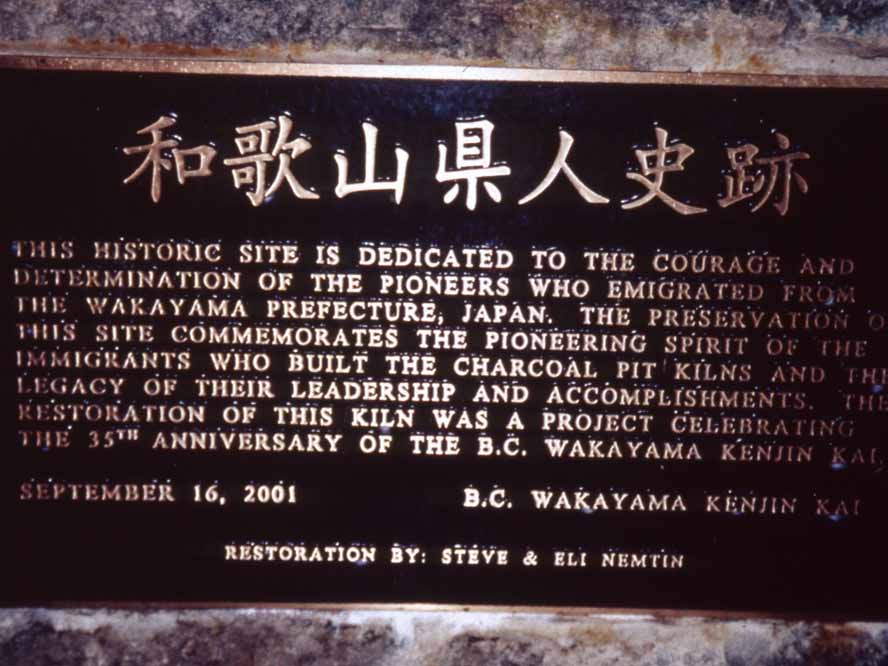 和歌山県人史跡
THIS HISTORIC SITE IS DEDICATED TO THE COURAGE AND
DETERMINATION OF THE PIONEERS WHO EMIGRATED FROM
THE WAKAYAMA PREFECTURE, JAPAN. THE PRESERVATION O
THIS SITE COMMEMORATES THE PIONEERING SPIRIT OF THE
IMMIGRANTS WHO BUILT THE CHARCOAL PIT KILNS AND THE
LEGACY OF THEIR LEADERSHIP AND ACCOMPLISHMENTS. THE
RESTORATION OF THIS KILN WAS A PROJECT CELEBRATING
THE 35TH ANNIVERSARY OF THE B.C. WAKAYAMA KENJIN KAI.
SEPTEMBER 16, 2001 B.C. WAKAYAMA KENJIN KAI
RESTORATION BY: STEVE & ELI NEMTIN